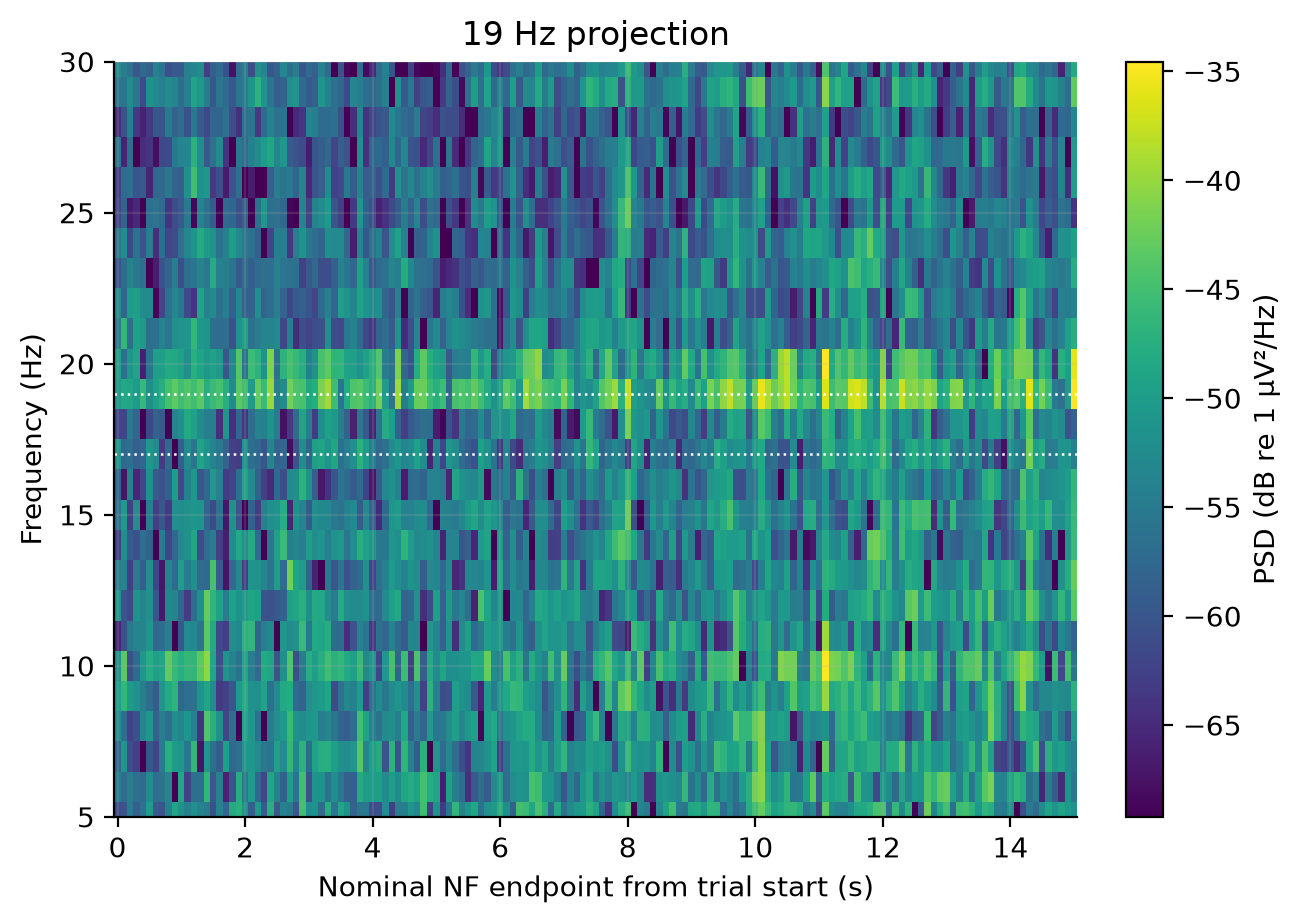 19 Hz projection
30
25
20
15
10
5
Frequency (Hz)
0 2 4 6 8 10 12 14
Nominal NF endpoint from trial start (s)
−35
−40
−45
−50
−55
−60
−65
PSD (dB re 1 µV²/Hz)